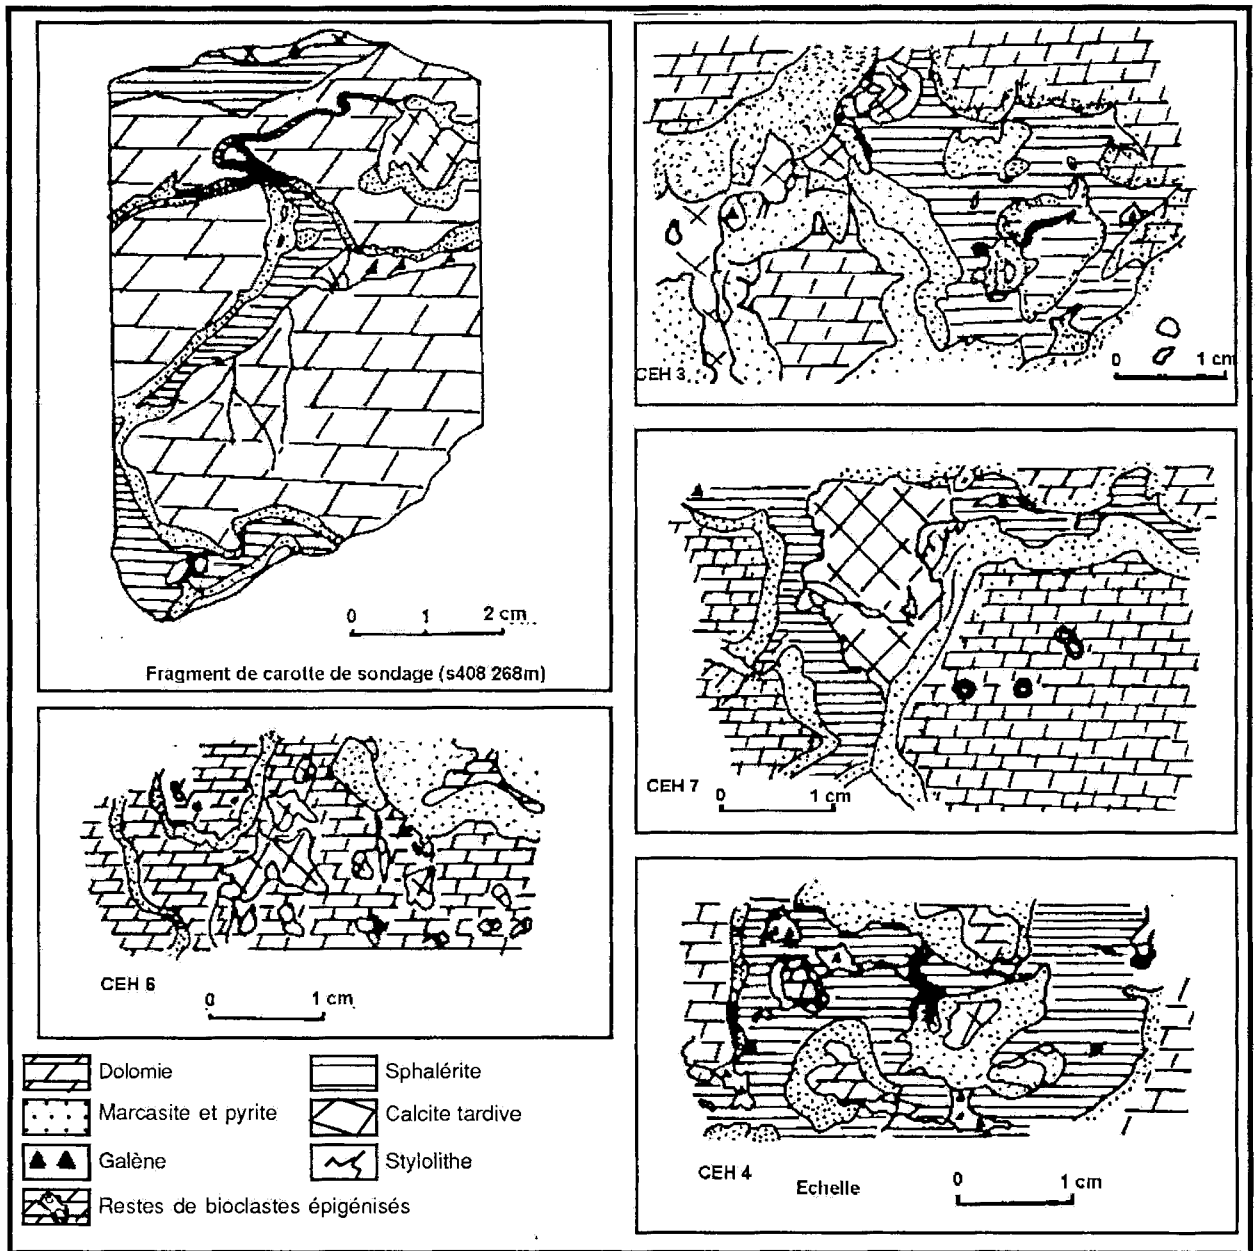 0 1 2 cm
Fragment de carotte de sondage (s408 268m)
CEH 3
0 1 cm
CEH 7
0 1 cm
CEH 6
0 1 cm
CEH 4
Echelle
0 1 cm
Dolomie
Sphalérite
Marcasite et pyrite
Calcite tardive
Galène
Stylolithe
Restes de bioclastes épigénisés